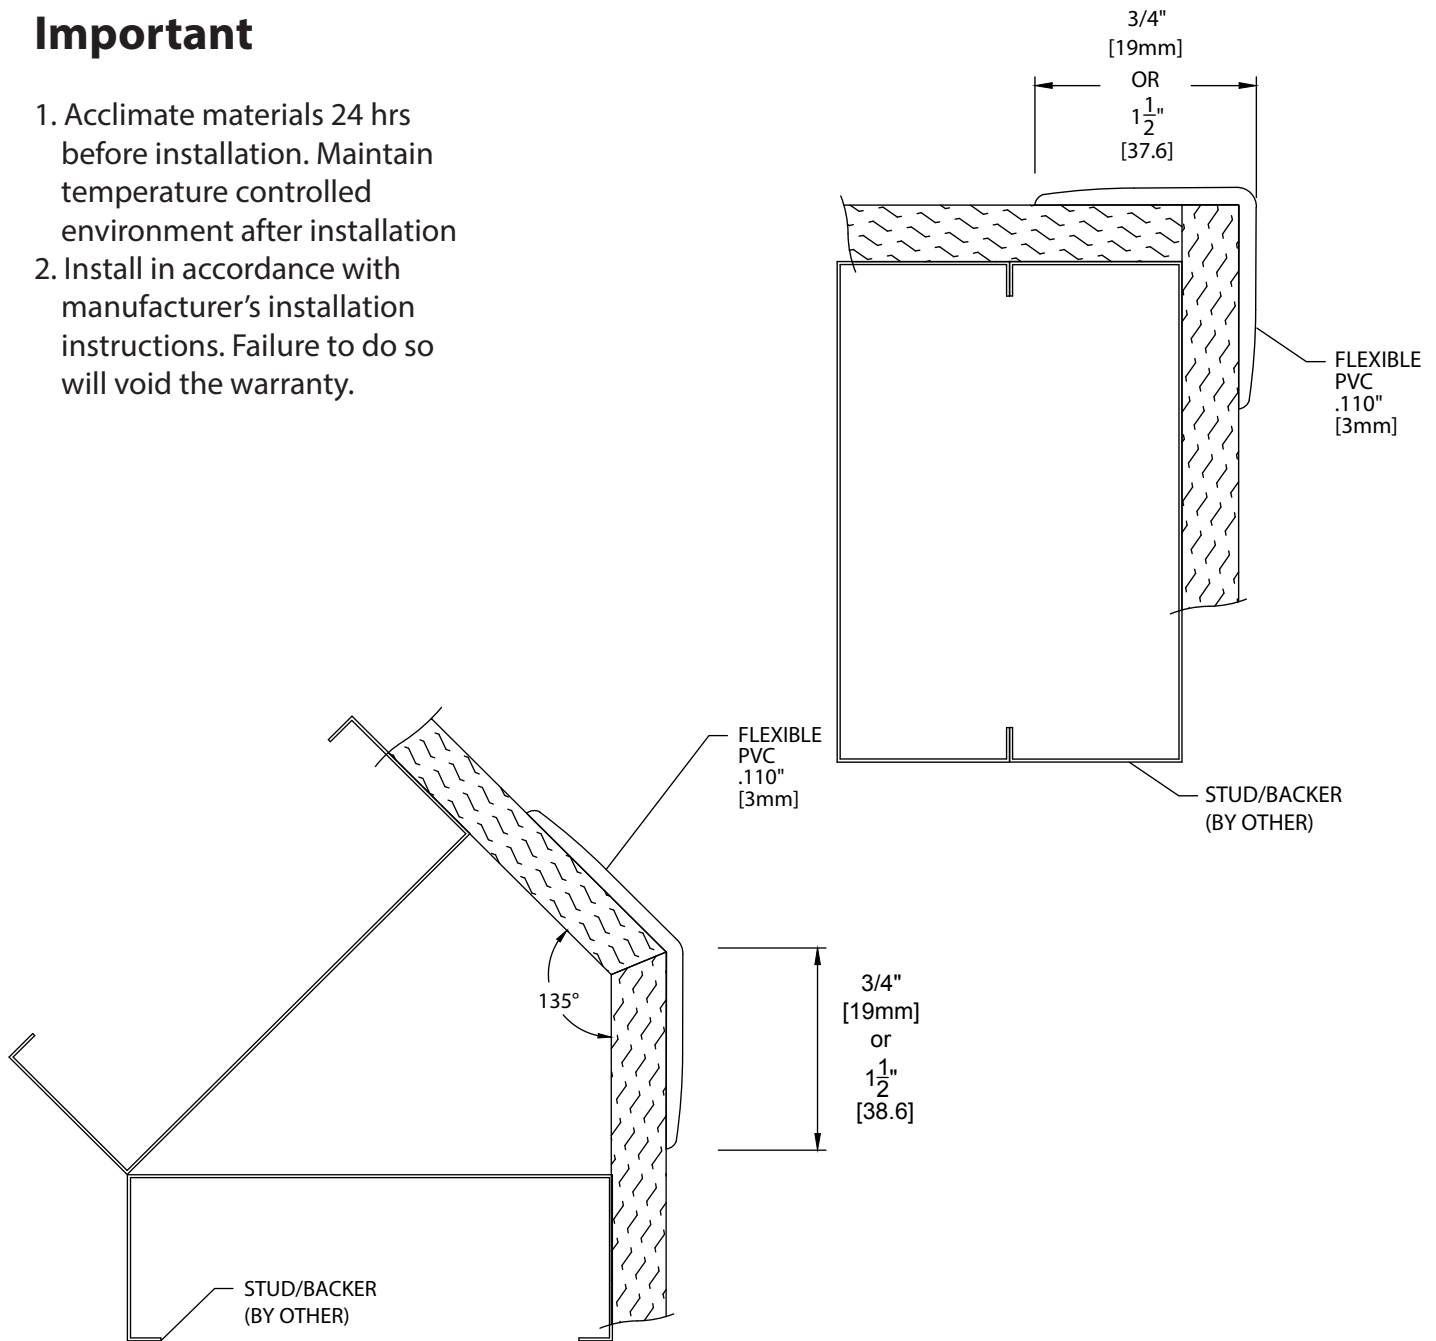 Important
1. Acclimate materials 24 hrs
before installation. Maintain
temperature controlled
environment after installation
2. Install in accordance with
manufacturer’s installation
instructions. Failure to do so
will void the warranty.
3/4"
[19mm]
OR
1 1/2"
[37.6]
FLEXIBLE
PVC
.110"
[3mm]
STUD/BACKER
(BY OTHER)
FLEXIBLE
PVC
.110"
[3mm]
135°
3/4"
[19mm]
or
1 1/2"
[38.6]
STUD/BACKER
(BY OTHER)